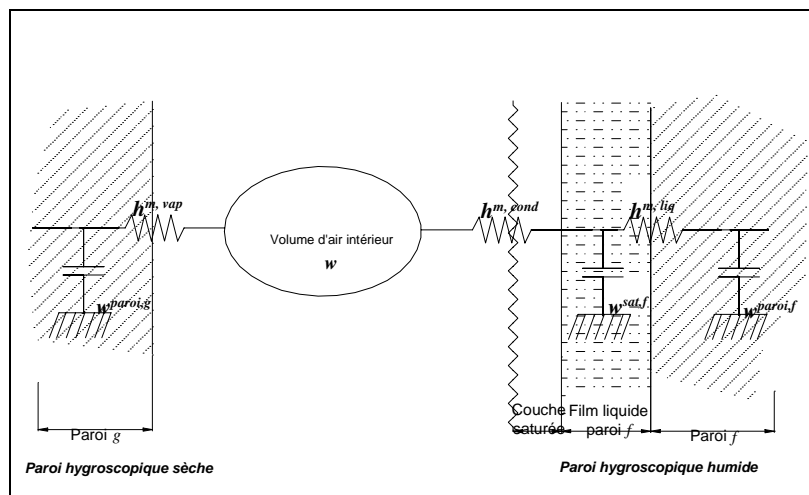 h^{m, vap}
h^{m, cond}
h^{m, liq}
Volume d'air intérieur
w
w^{paroi,g}
w^{sat,f}
w^{paroi,f}
Couche saturée
Film liquide paroi f
Paroi g
Paroi f
Paroi hygroscopique sèche
Paroi hygroscopique humide